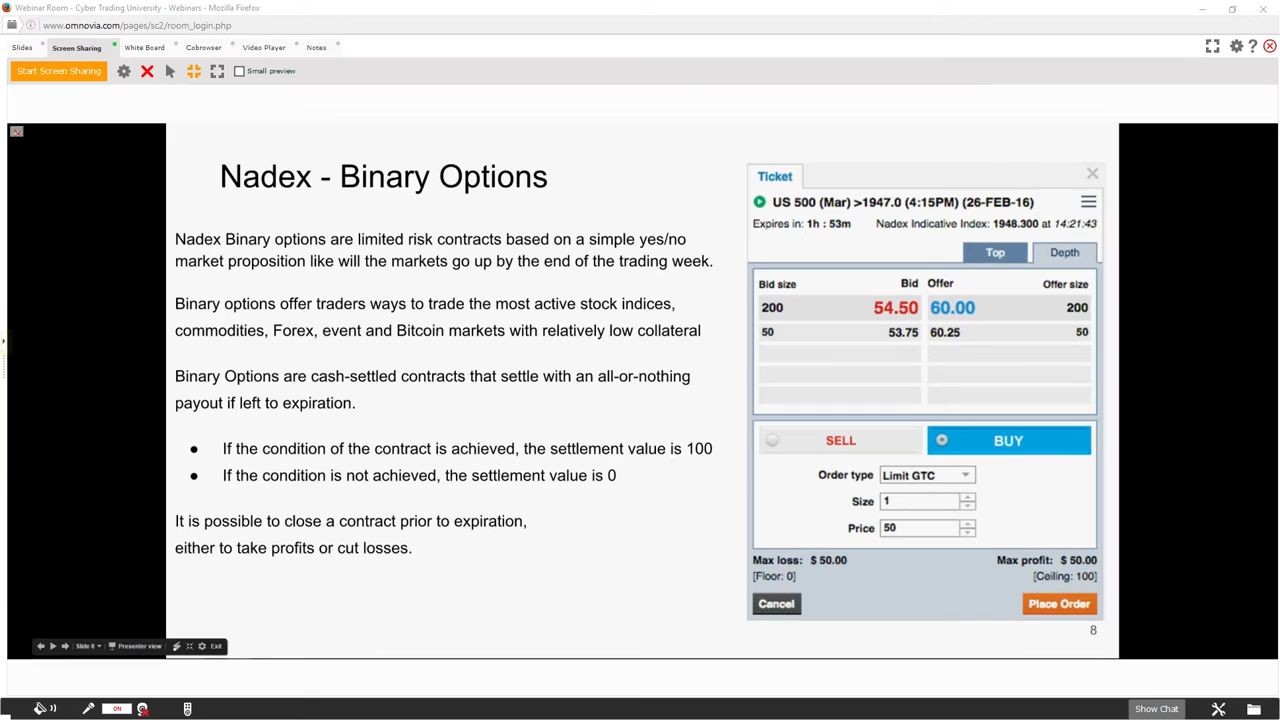 Webinar Room - Cyber Trading University - Webinars - Mozilla Firefox
www.omnovia.com/pages/sc2/room_login.php
Slides Screen Sharing White Board Cobrowser Video Player Notes
Start Screen Sharing Small preview
Nadex - Binary Options
Nadex Binary options are limited risk contracts based on a simple yes/no
market proposition like will the markets go up by the end of the trading week.
Binary options offer traders ways to trade the most active stock indices,
commodities, Forex, event and Bitcoin markets with relatively low collateral
Binary Options are cash-settled contracts that settle with an all-or-nothing
payout if left to expiration.
● If the condition of the contract is achieved, the settlement value is 100
● If the condition is not achieved, the settlement value is 0
It is possible to close a contract prior to expiration,
either to take profits or cut losses.
Ticket
US 500 (Mar) >1947.0 (4:15PM) (26-FEB-16)
Expires in: 1h : 53m Nadex Indicative Index: 1948.300 at 14:21:43
Top Depth
Bid size Bid Offer Offer size
200 54.50 60.00 200
50 53.75 60.25 50
SELL BUY
Order type Limit GTC
Size 1
Price 50
Max loss: $ 50.00 Max profit: $ 50.00
[Floor: 0] [Ceiling: 100]
Cancel Place Order
8
Slide 8 Presenter view Exit
ON Show Chat